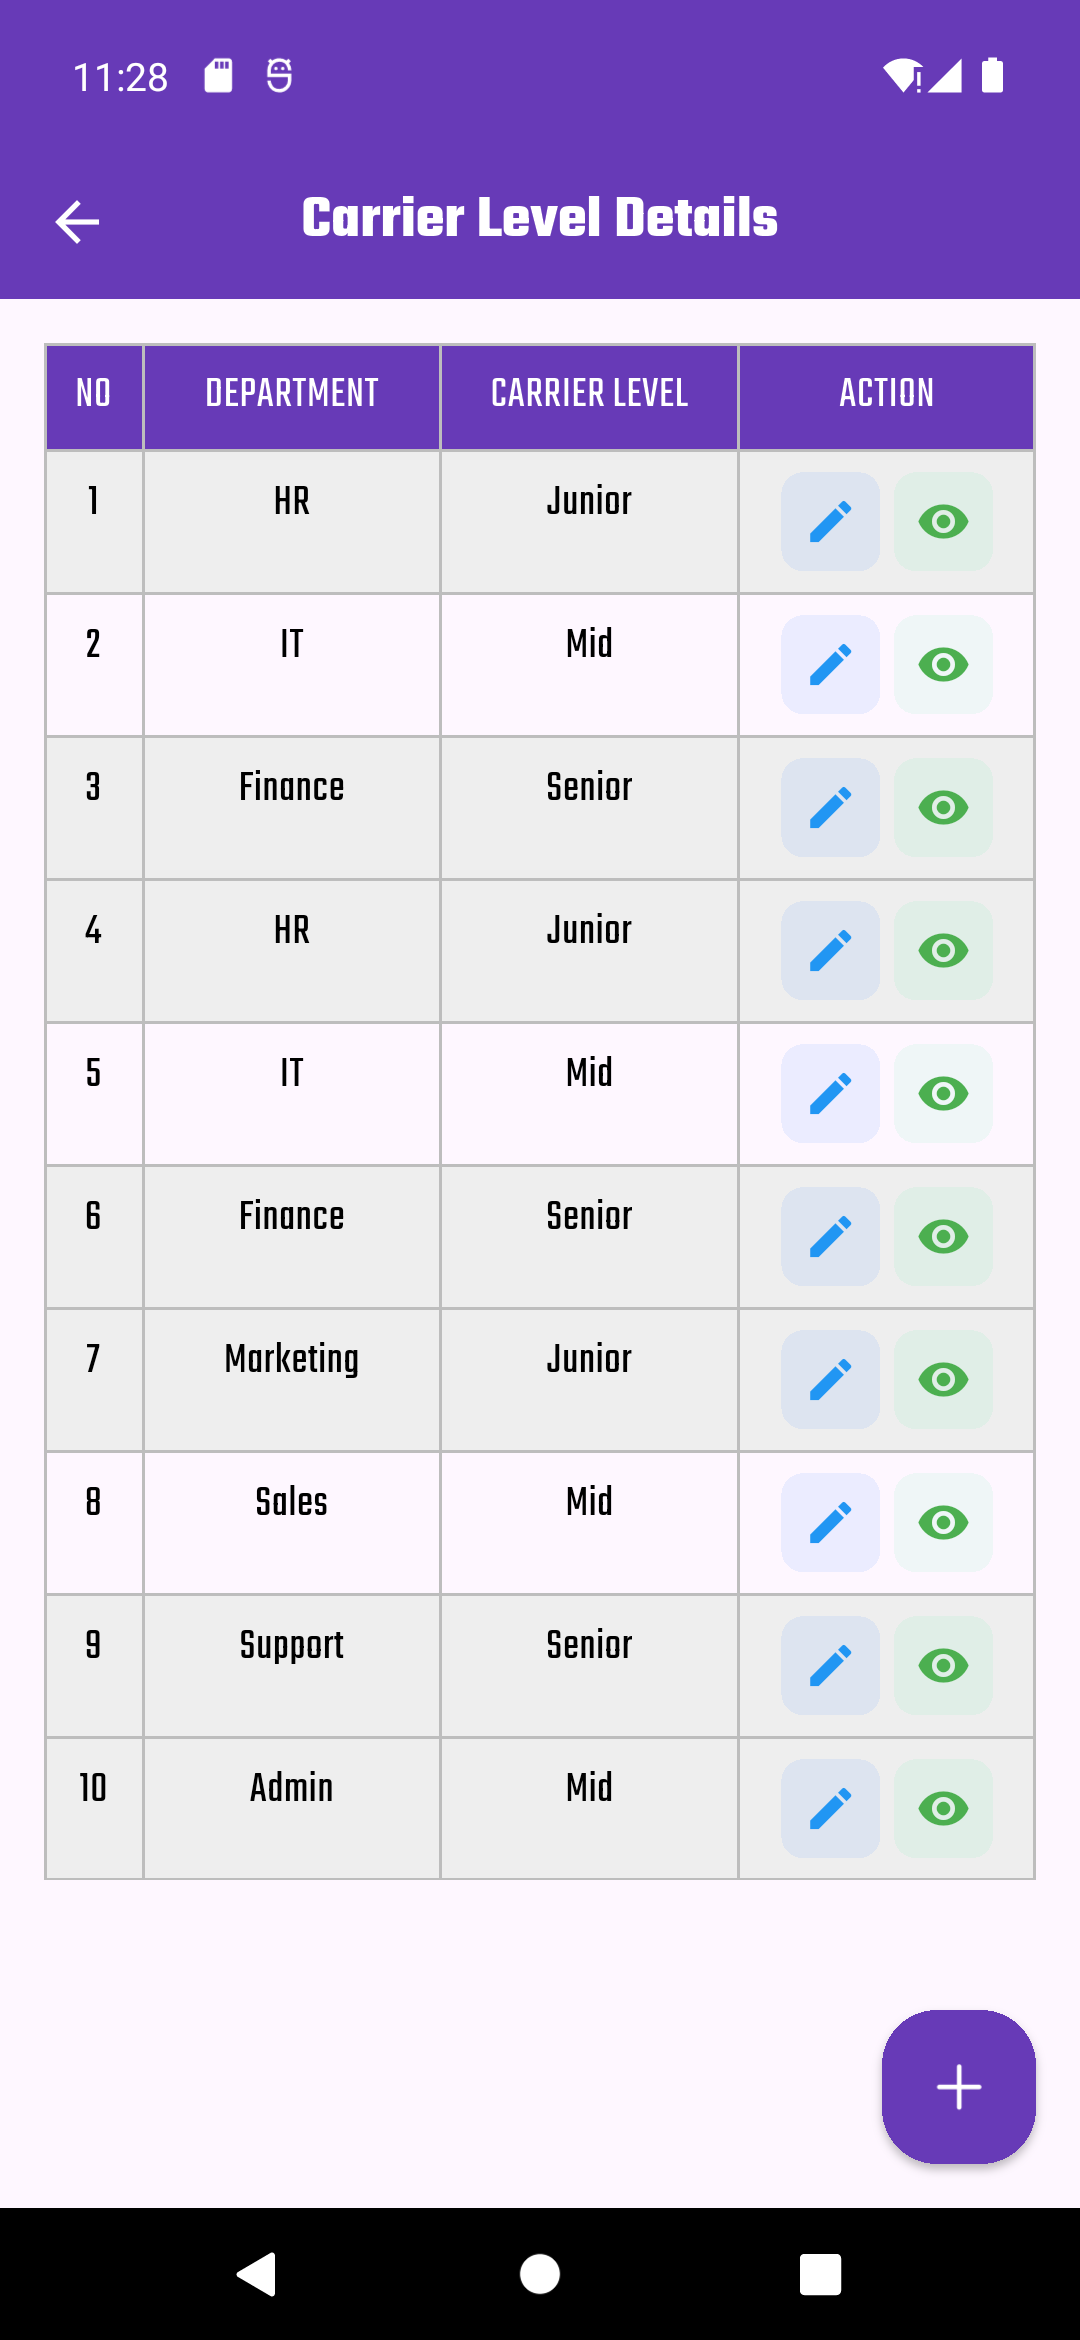 11:28
Carrier Level Details
NO DEPARTMENT CARRIER LEVEL ACTION
1 HR Junior
2 IT Mid
3 Finance Senior
4 HR Junior
5 IT Mid
6 Finance Senior
7 Marketing Junior
8 Sales Mid
9 Support Senior
10 Admin Mid